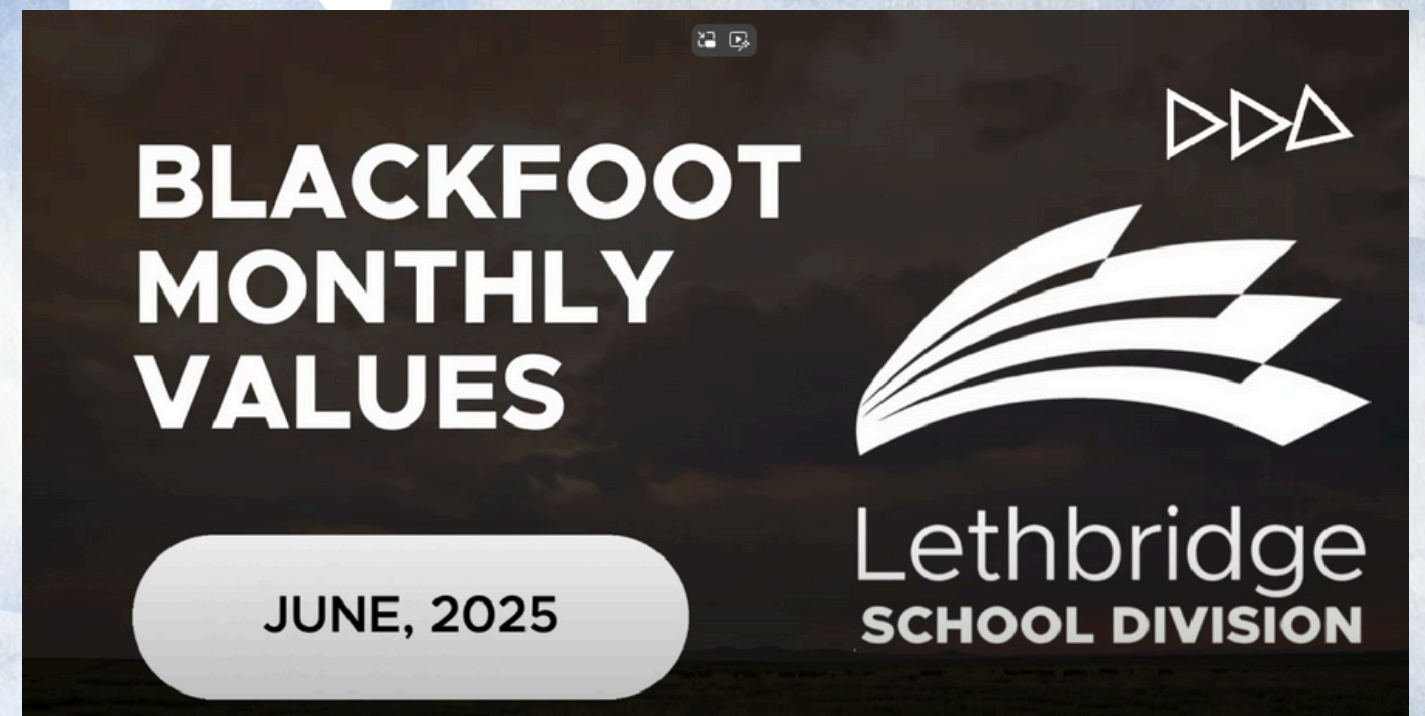 BLACKFOOT
MONTHLY
VALUES
JUNE, 2025
Lethbridge
SCHOOL DIVISION